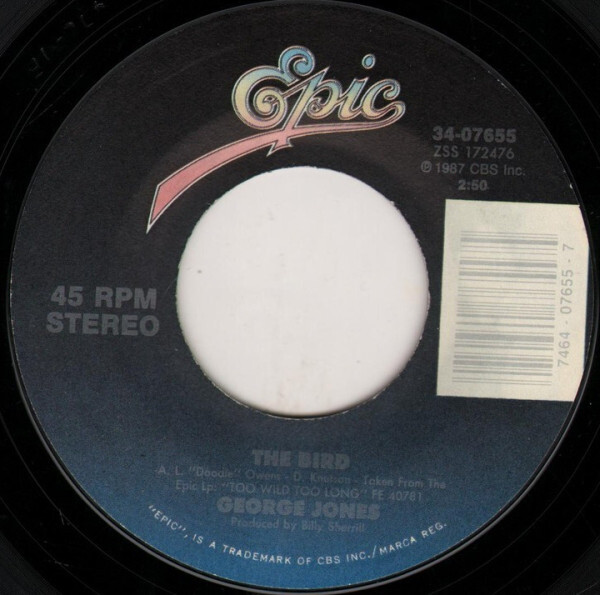 Epic
34-07655
ZSS 172476
℗ 1987 CBS Inc.
2:50
45 RPM
STEREO
7464 - 07655 - 7
THE BIRD
A. L. "Doodle" Owens - D. Knutson - Taken From The
Epic Lp: "TOO WILD TOO LONG" FE 40781
GEORGE JONES
Produced by Billy Sherrill
"EPIC", IS A TRADEMARK OF CBS INC./MARCA REG.